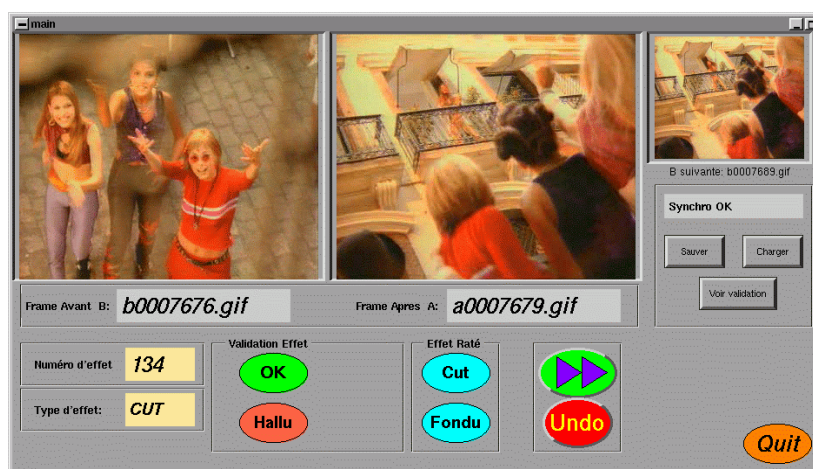 main
B suivante: b0007689.gif
Synchro OK
Sauver
Charger
Voir validation
Frame Avant B: b0007676.gif
Frame Apres A: a0007679.gif
Numéro d'effet 134
Type d'effet: CUT
Validation Effet
OK
Hallu
Effet Raté
Cut
Fondu
Undo
Quit